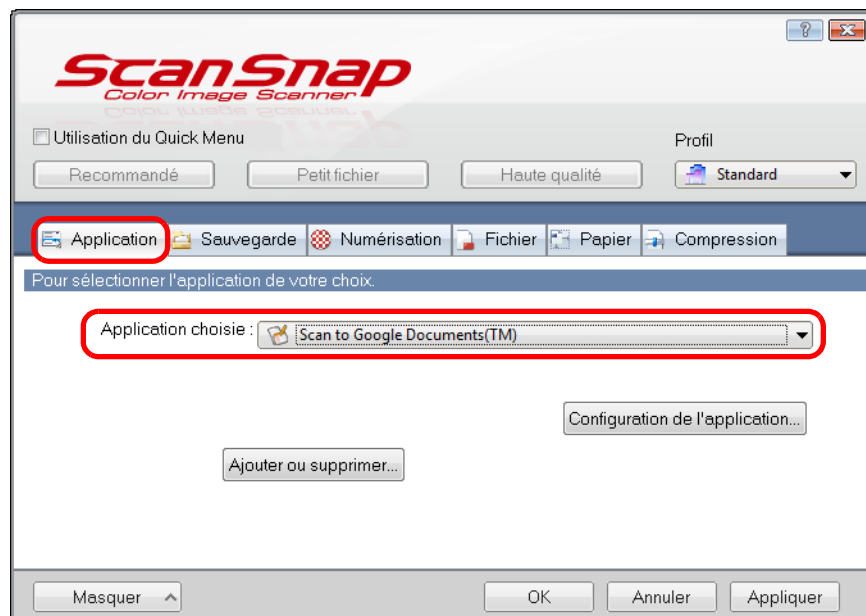 ScanSnap
Color Image Scanner
Utilisation du Quick Menu
Profil
Recommandé Petit fichier Haute qualité Standard
Application Sauvegarde Numérisation Fichier Papier Compression
Pour sélectionner l'application de votre choix.
Application choisie : Scan to Google Documents(TM)
Configuration de l'application...
Ajouter ou supprimer...
Masquer OK Annuler Appliquer